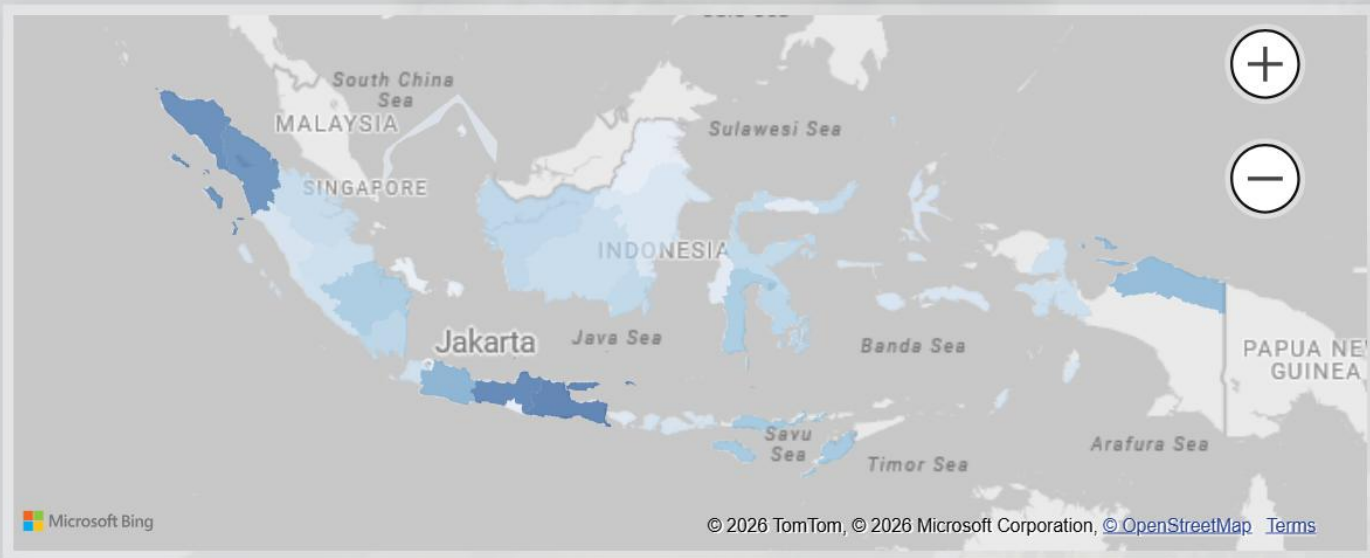 South China
Sea
MALAYSIA
Sulawesi Sea
SINGAPORE
INDONESIA
Jakarta
Java Sea
Banda Sea
PAPUA NE
GUINEA
Savu
Sea
Timor Sea
Arafura Sea
Microsoft Bing
© 2026 TomTom, © 2026 Microsoft Corporation, © OpenStreetMap Terms